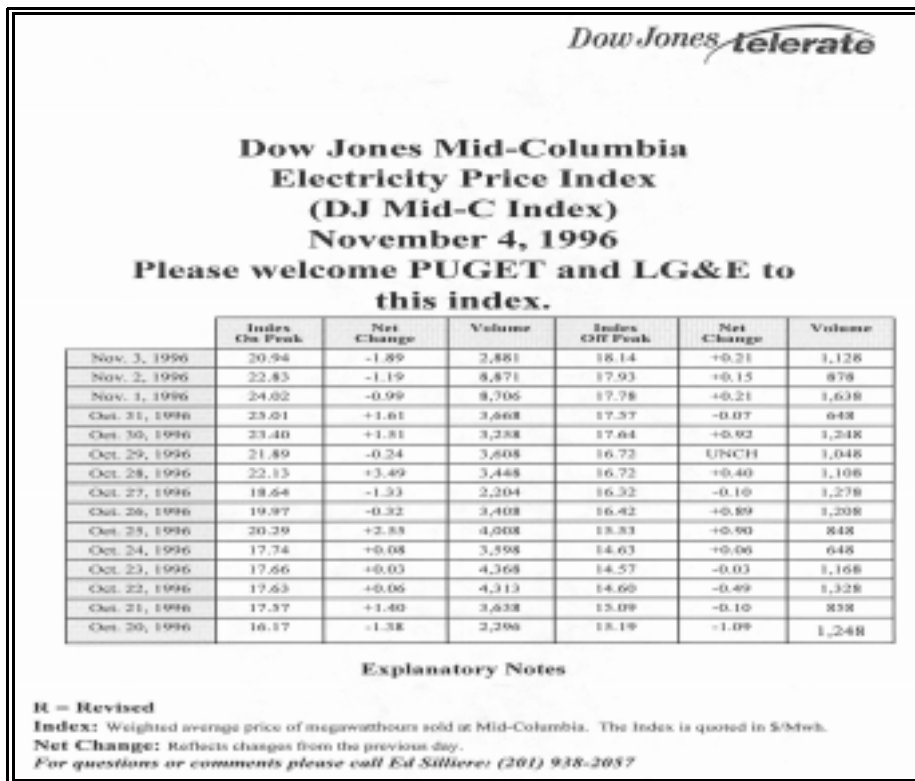 Dow Jones telerate
Dow Jones Mid-Columbia
Electricity Price Index
(DJ Mid-C Index)
November 4, 1996
Please welcome PUGET and LG&E to
this index.
Index On Peak Net Change Volume Index Off Peak Net Change Volume
Nov. 3, 1996 20.94 -1.89 2,881 18.14 +0.21 1,128
Nov. 2, 1996 22.83 -1.19 8,871 17.93 +0.15 878
Nov. 1, 1996 24.02 -0.99 8,706 17.78 +0.21 1,638
Oct. 31, 1996 25.01 +1.61 3,668 17.57 -0.07 648
Oct. 30, 1996 23.40 +1.51 3,258 17.64 +0.92 1,248
Oct. 29, 1996 21.89 -0.24 3,608 16.72 UNCH 1,048
Oct. 28, 1996 22.13 +3.49 3,448 16.72 +0.40 1,108
Oct. 27, 1996 18.64 -1.33 2,204 16.32 -0.10 1,278
Oct. 26, 1996 19.97 -0.32 3,408 16.42 +0.89 1,208
Oct. 25, 1996 20.29 +2.55 4,008 15.53 +0.90 848
Oct. 24, 1996 17.74 +0.08 3,598 14.63 +0.06 648
Oct. 23, 1996 17.66 +0.03 4,368 14.57 -0.03 1,168
Oct. 22, 1996 17.63 +0.06 4,313 14.60 -0.49 1,328
Oct. 21, 1996 17.57 +1.40 3,638 15.09 -0.10 858
Oct. 20, 1996 16.17 -1.38 2,296 15.19 -1.09 1,248
Explanatory Notes
R = Revised
Index: Weighted average price of megawatthours sold at Mid-Columbia. The Index is quoted in $/Mwh.
Net Change: Reflects changes from the previous day.
For questions or comments please call Ed Silliere: (201) 938-2057